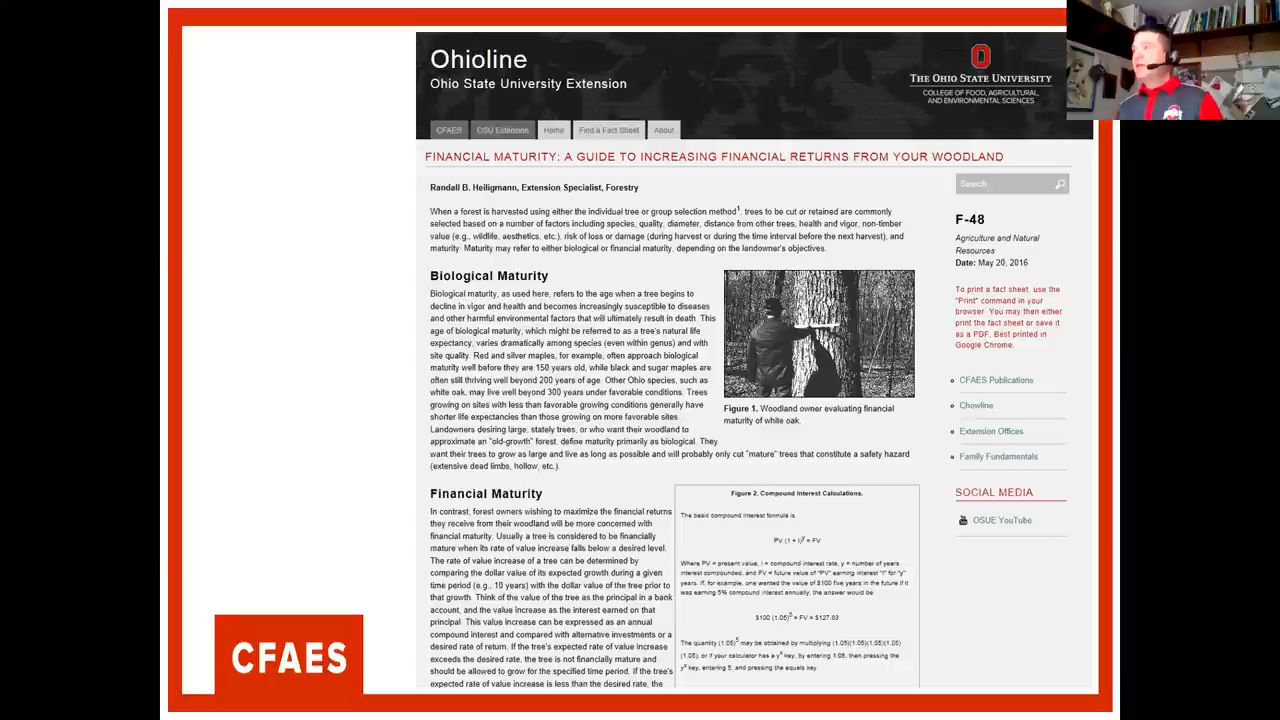 Ohioline
Ohio State University Extension
THE OHIO STATE UNIVERSITY
COLLEGE OF FOOD, AGRICULTURAL,
AND ENVIRONMENTAL SCIENCES
CFAES
OSU Extension
Home
Find a Fact Sheet
About
FINANCIAL MATURITY: A GUIDE TO INCREASING FINANCIAL RETURNS FROM YOUR WOODLAND
Randall B. Heiligmann, Extension Specialist, Forestry
When a forest is harvested using either the individual tree or group selection method1, trees to be cut or retained are commonly
selected based on a number of factors including species, quality, diameter, distance from other trees, health and vigor, non-timber
value (e.g., wildlife, aesthetics, etc.), risk of loss or damage (during harvest or during the time interval before the next harvest), and
maturity. Maturity may refer to either biological or financial maturity, depending on the landowner's objectives.
Biological Maturity
Biological maturity, as used here, refers to the age when a tree begins to
decline in vigor and health and becomes increasingly susceptible to diseases
and other harmful environmental factors that will ultimately result in death. This
age of biological maturity, which might be referred to as a tree's natural life
expectancy, varies dramatically among species (even within genus) and with
site quality. Red and silver maples, for example, often approach biological
maturity well before they are 150 years old, while black and sugar maples are
often still thriving well beyond 200 years of age. Other Ohio species, such as
white oak, may live well beyond 300 years under favorable conditions. Trees
growing on sites with less than favorable growing conditions generally have
shorter life expectancies than those growing on more favorable sites.
Landowners desiring large, stately trees, or who want their woodland to
approximate an "old-growth" forest, define maturity primarily as biological. They
want their trees to grow as large and live as long as possible and will probably only cut "mature" trees that constitute a safety hazard
(extensive dead limbs, hollow, etc.).
Figure 1. Woodland owner evaluating financial
maturity of white oak.
Financial Maturity
In contrast, forest owners wishing to maximize the financial returns
they receive from their woodland will be more concerned with
financial maturity. Usually a tree is considered to be financially
mature when its rate of value increase falls below a desired level.
The rate of value increase of a tree can be determined by
comparing the dollar value of its expected growth during a given
time period (e.g., 10 years) with the dollar value of the tree prior to
that growth. Think of the value of the tree as the principal in a bank
account, and the value increase as the interest earned on that
principal. This value increase can be expressed as an annual
compound interest and compared with alternative investments or a
desired rate of return. If the tree's expected rate of value increase
exceeds the desired rate, the tree is not financially mature and
should be allowed to grow for the specified time period. If the tree's
expected rate of value increase is less than the desired rate, the
Figure 2. Compound Interest Calculations.
The basic compound interest formula is
PV (1 + i)y = FV
Where PV = present value, i = compound interest rate, y = number of years
interest compounded, and FV = future value of "PV" earning interest "i" for "y"
years. If, for example, one wanted the value of $100 five years in the future if it
was earning 5% compound interest annually, the answer would be
$100 (1.05)5 = FV = $127.63
The quantity (1.05)5 may be obtained by multiplying (1.05)(1.05)(1.05)(1.05)
(1.05), or if your calculator has a yx key, by entering 1.05, then pressing the
yx key, entering 5, and pressing the equals key.
Search
F-48
Agriculture and Natural
Resources
Date: May 20, 2016
To print a fact sheet, use the
"Print" command in your
browser. You may then either
print the fact sheet or save it
as a PDF. Best printed in
Google Chrome.
CFAES Publications
Chowline
Extension Offices
Family Fundamentals
SOCIAL MEDIA
OSUE YouTube
CFAES